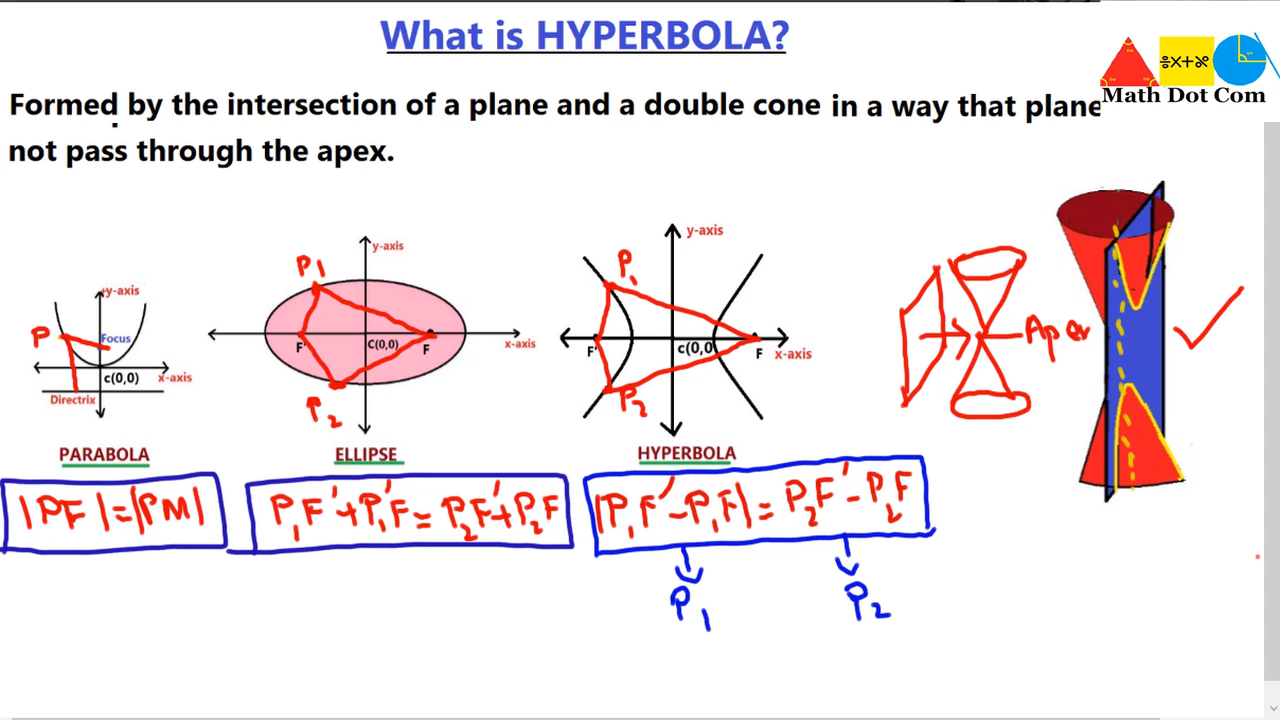 What is HYPERBOLA?
÷×+
Math Dot Com
Formed by the intersection of a plane and a double cone in a way that plane
not pass through the apex.
y-axis
P
Focus
c(0,0)
x-axis
Directrix
PARABOLA
|PF|=|PM|
y-axis
P1
F'
C(0,0)
F
x-axis
P2
ELLIPSE
P1F'+P1'F=P2F'+P2F
y-axis
P1
F'
c(0,0)
F
x-axis
P2
HYPERBOLA
|P1F'-P1F|=P2F'-P2F
P1
P2
Apex